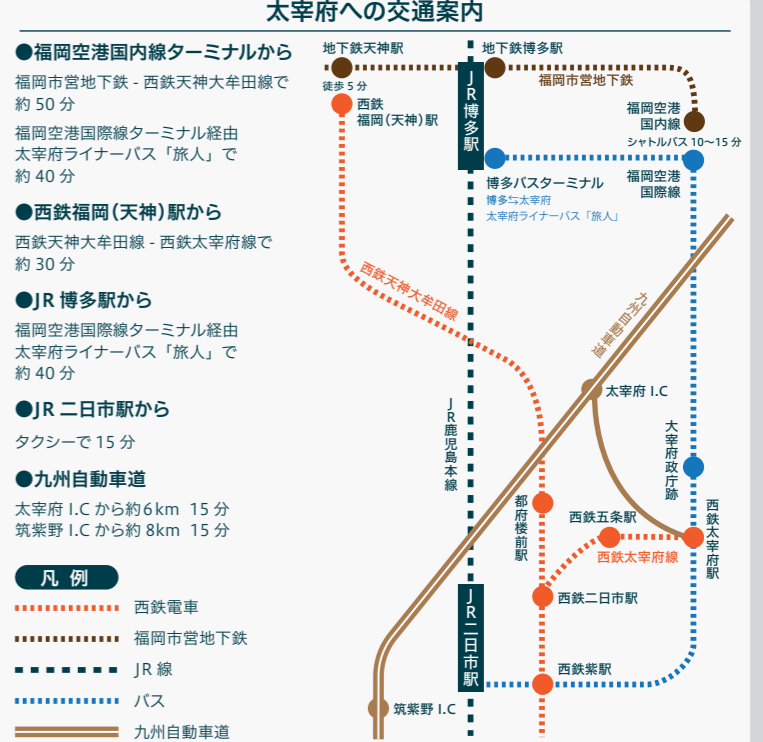 太宰府への交通案内
●福岡空港国内線ターミナルから
福岡市営地下鉄 - 西鉄天神大牟田線で
約 50 分
福岡空港国際線ターミナル経由
太宰府ライナーバス「旅人」で
約 40 分
●西鉄福岡(天神)駅から
西鉄天神大牟田線 - 西鉄太宰府線で
約 30 分
●JR 博多駅から
福岡空港国際線ターミナル経由
太宰府ライナーバス「旅人」で
約 40 分
●JR 二日市駅から
タクシーで 15 分
●九州自動車道
太宰府 I.C から約6km 15 分
筑紫野 I.C から約 8km 15 分
凡 例
西鉄電車
福岡市営地下鉄
JR 線
バス
九州自動車道
地下鉄天神駅
徒歩 5 分
西鉄
福岡(天神)駅
JR博多駅
地下鉄博多駅
福岡市営地下鉄
福岡空港
国内線
シャトルバス 10〜15 分
福岡空港
国際線
博多バスターミナル
博多⇆太宰府
太宰府ライナーバス「旅人」
西鉄天神大牟田線
九州自動車道
太宰府 I.C
JR鹿児島本線
大宰府政庁跡
都府楼前駅
西鉄五条駅
西鉄太宰府線
西鉄太宰府駅
西鉄二日市駅
JR二日市駅
西鉄紫駅
筑紫野 I.C